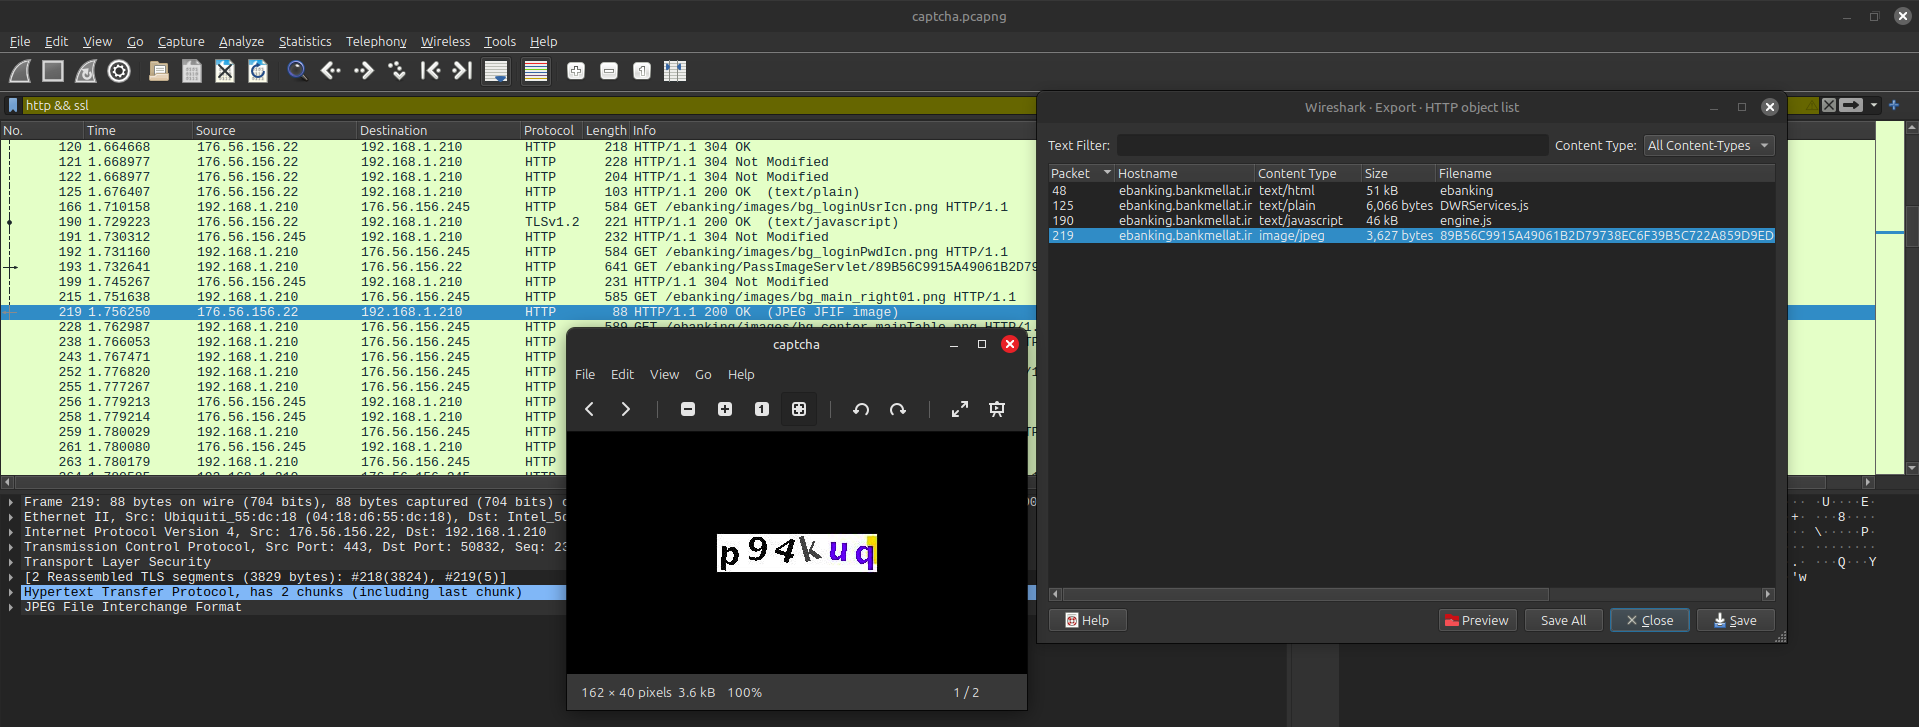 captcha.pcapng
File Edit View Go Capture Analyze Statistics Telephony Wireless Tools Help
http && ssl
No. Time Source Destination Protocol Length Info
120 1.664668 176.56.156.22 192.168.1.210 HTTP 218 HTTP/1.1 304 OK
121 1.668977 176.56.156.22 192.168.1.210 HTTP 228 HTTP/1.1 304 Not Modified
122 1.668977 176.56.156.22 192.168.1.210 HTTP 204 HTTP/1.1 304 Not Modified
125 1.676407 176.56.156.22 192.168.1.210 HTTP 103 HTTP/1.1 200 OK (text/plain)
166 1.710158 192.168.1.210 176.56.156.22 HTTP 584 GET /ebanking/images/bg_loginUsrIcn.png HTTP/1.1
190 1.729223 176.56.156.22 192.168.1.210 TLSv1.2 221 HTTP/1.1 200 OK (text/javascript)
191 1.730312 176.56.156.245 192.168.1.210 HTTP 232 HTTP/1.1 304 Not Modified
192 1.731160 192.168.1.210 176.56.156.245 HTTP 584 GET /ebanking/images/bg_loginPwdIcn.png HTTP/1.1
193 1.732641 192.168.1.210 176.56.156.22 HTTP 641 GET /ebanking/PassImageServlet/89B56C9915A49061B2D79
199 1.745267 176.56.156.245 192.168.1.210 HTTP 231 HTTP/1.1 304 Not Modified
215 1.751638 192.168.1.210 176.56.156.245 HTTP 585 GET /ebanking/images/bg_main_right01.png HTTP/1.1
219 1.756250 176.56.156.22 192.168.1.210 HTTP 88 HTTP/1.1 200 OK (JPEG JFIF image)
228 1.762987 192.168.1.210 176.56.156.245 HTTP 589 GET /ebanking/images/bg_center_mainTable.png HTTP/1.
238 1.766053 192.168.1.210 176.56.156.245 HTTP
243 1.767471 176.56.156.245 192.168.1.210 HTTP
252 1.776820 192.168.1.210 176.56.156.245 HTTP
255 1.777267 192.168.1.210 176.56.156.245 HTTP
256 1.779213 176.56.156.245 192.168.1.210 HTTP
258 1.779214 176.56.156.245 192.168.1.210 HTTP
259 1.780029 192.168.1.210 176.56.156.245 HTTP
261 1.780080 176.56.156.245 192.168.1.210 HTTP
263 1.780179 192.168.1.210 176.56.156.245 HTTP
Frame 219: 88 bytes on wire (704 bits), 88 bytes captured (704 bits)
Ethernet II, Src: Ubiquiti_55:dc:18 (04:18:d6:55:dc:18), Dst: Intel_5c
Internet Protocol Version 4, Src: 176.56.156.22, Dst: 192.168.1.210
Transmission Control Protocol, Src Port: 443, Dst Port: 50832, Seq: 23
Transport Layer Security
[2 Reassembled TLS segments (3829 bytes): #218(3824), #219(5)]
Hypertext Transfer Protocol, has 2 chunks (including last chunk)
JPEG File Interchange Format
captcha
File Edit View Go Help
p94kuq
162 × 40 pixels 3.6 kB 100% 1 / 2
Wireshark · Export · HTTP object list
Text Filter: Content Type: All Content-Types
Packet Hostname Content Type Size Filename
48 ebanking.bankmellat.ir text/html 51 kB ebanking
125 ebanking.bankmellat.ir text/plain 6,066 bytes DWRServices.js
190 ebanking.bankmellat.ir text/javascript 46 kB engine.js
219 ebanking.bankmellat.ir image/jpeg 3,627 bytes 89B56C9915A49061B2D79738EC6F39B5C722A859D9ED
Help Preview Save All Close Save
·· U····E·
+· ···8····
·· \····P·
·. ···Q··Y
'w